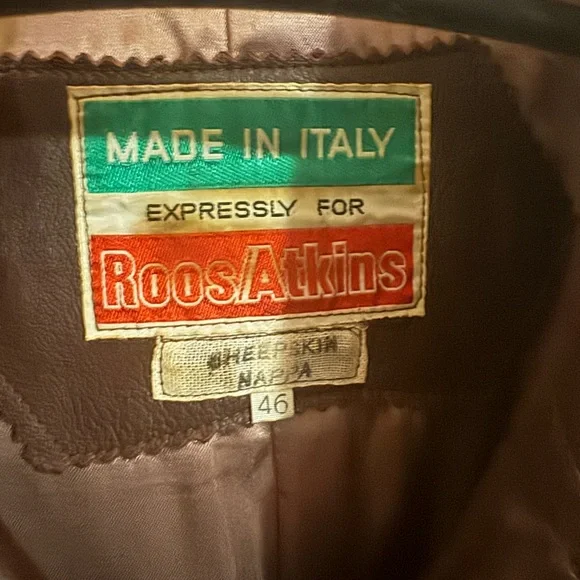 MADE IN ITALY
EXPRESSLY FOR
Roos/Atkins
SHEEPSKIN
NAPPA
46